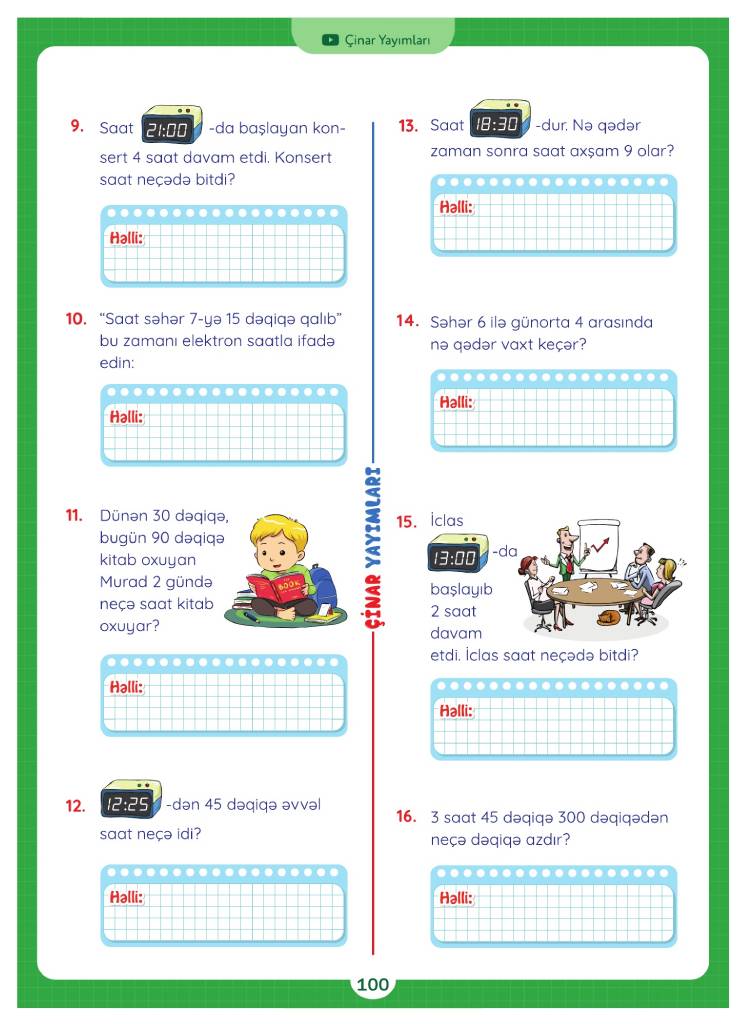 Çinar Yayımları
9. Saat 21:00 -da başlayan kon-
sert 4 saat davam etdi. Konsert
saat neçədə bitdi?
Həlli:
10. “Saat səhər 7-yə 15 dəqiqə qalıb”
bu zamanı elektron saatla ifadə
edin:
Həlli:
11. Dünən 30 dəqiqə,
bugün 90 dəqiqə
kitab oxuyan
Murad 2 gündə
neçə saat kitab
oxuyar?
BOOK
Həlli:
12. 12:25 -dən 45 dəqiqə əvvəl
saat neçə idi?
Həlli:
ÇİNAR YAYIMLARI
13. Saat 18:30 -dur. Nə qədər
zaman sonra saat axşam 9 olar?
Həlli:
14. Səhər 6 ilə günorta 4 arasında
nə qədər vaxt keçər?
Həlli:
15. İclas
13:00 -da
başlayıb
2 saat
davam
etdi. İclas saat neçədə bitdi?
Həlli:
16. 3 saat 45 dəqiqə 300 dəqiqədən
neçə dəqiqə azdır?
Həlli:
100